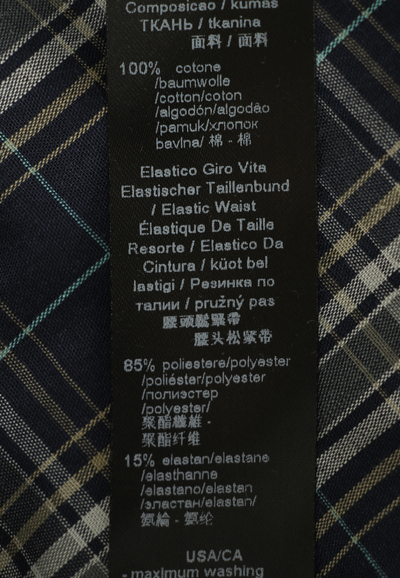 Composicao / kumas
ТКАНЬ / tkanina
面料 / 面料
100% cotone
/baumwolle
/cotton/coton
/algodón/algodão
/pamuk/хлопок
bavlna/ 棉 - 棉
Elastico Giro Vita
Elastischer Taillenbund
/ Elastic Waist
Élastique De Taille
Resorte / Elastico Da
Cintura / küot bel
lastigi / Резинка по
талии / pružný pas
腰頭鬆緊帶
腰头松紧带
85% poliestere/polyester
/poliéster/polyester
/полиэстер
/polyester/
聚酯纖維 -
聚酯纤维
15% elastan/elastane
/elasthanne
/elastano/elastan
/эластан/elastan/
氨綸 - 氨纶
USA/CA
- maximum washing